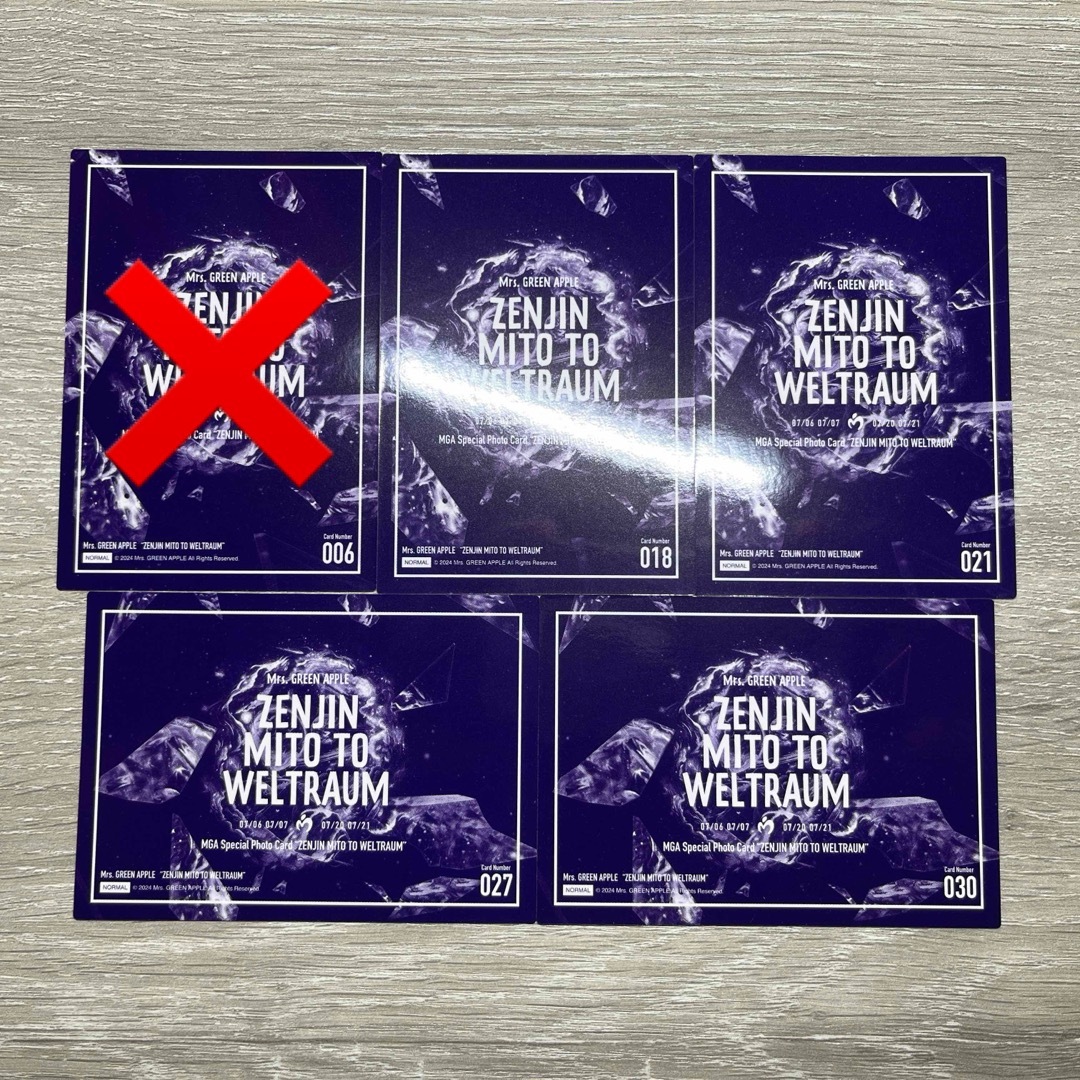 Mrs. GREEN APPLE
Mrs. GREEN APPLE "ZENJIN MITO TO WELTRAUM"
NORMAL © 2024 Mrs. GREEN APPLE All Rights Reserved.
Card Number
006
Mrs. GREEN APPLE
ZENJIN
MITO TO
WELTRAUM
MGA Special Photo Card "ZENJIN
Mrs. GREEN APPLE "ZENJIN MITO TO WELTRAUM"
NORMAL © 2024 Mrs. GREEN APPLE All Rights Reserved.
Card Number
018
Mrs. GREEN APPLE
ZENJIN
MITO TO
WELTRAUM
07/06 07/07 07/20 07/21
MGA Special Photo Card "ZENJIN MITO TO WELTRAUM"
Mrs. GREEN APPLE "ZENJIN MITO TO WELTRAUM"
NORMAL © 2024 Mrs. GREEN APPLE All Rights Reserved.
Card Number
021
Mrs. GREEN APPLE
ZENJIN
MITO TO
WELTRAUM
07/06 07/07 07/20 07/21
MGA Special Photo Card "ZENJIN MITO TO WELTRAUM"
Mrs. GREEN APPLE "ZENJIN MITO TO WELTRAUM"
NORMAL © 2024 Mrs. GREEN APPLE All Rights Reserved.
Card Number
027
Mrs. GREEN APPLE
ZENJIN
MITO TO
WELTRAUM
07/06 07/07 07/20 07/21
MGA Special Photo Card "ZENJIN MITO TO WELTRAUM"
Mrs. GREEN APPLE "ZENJIN MITO TO WELTRAUM"
NORMAL © 2024 Mrs. GREEN APPLE All Rights Reserved.
Card Number
030